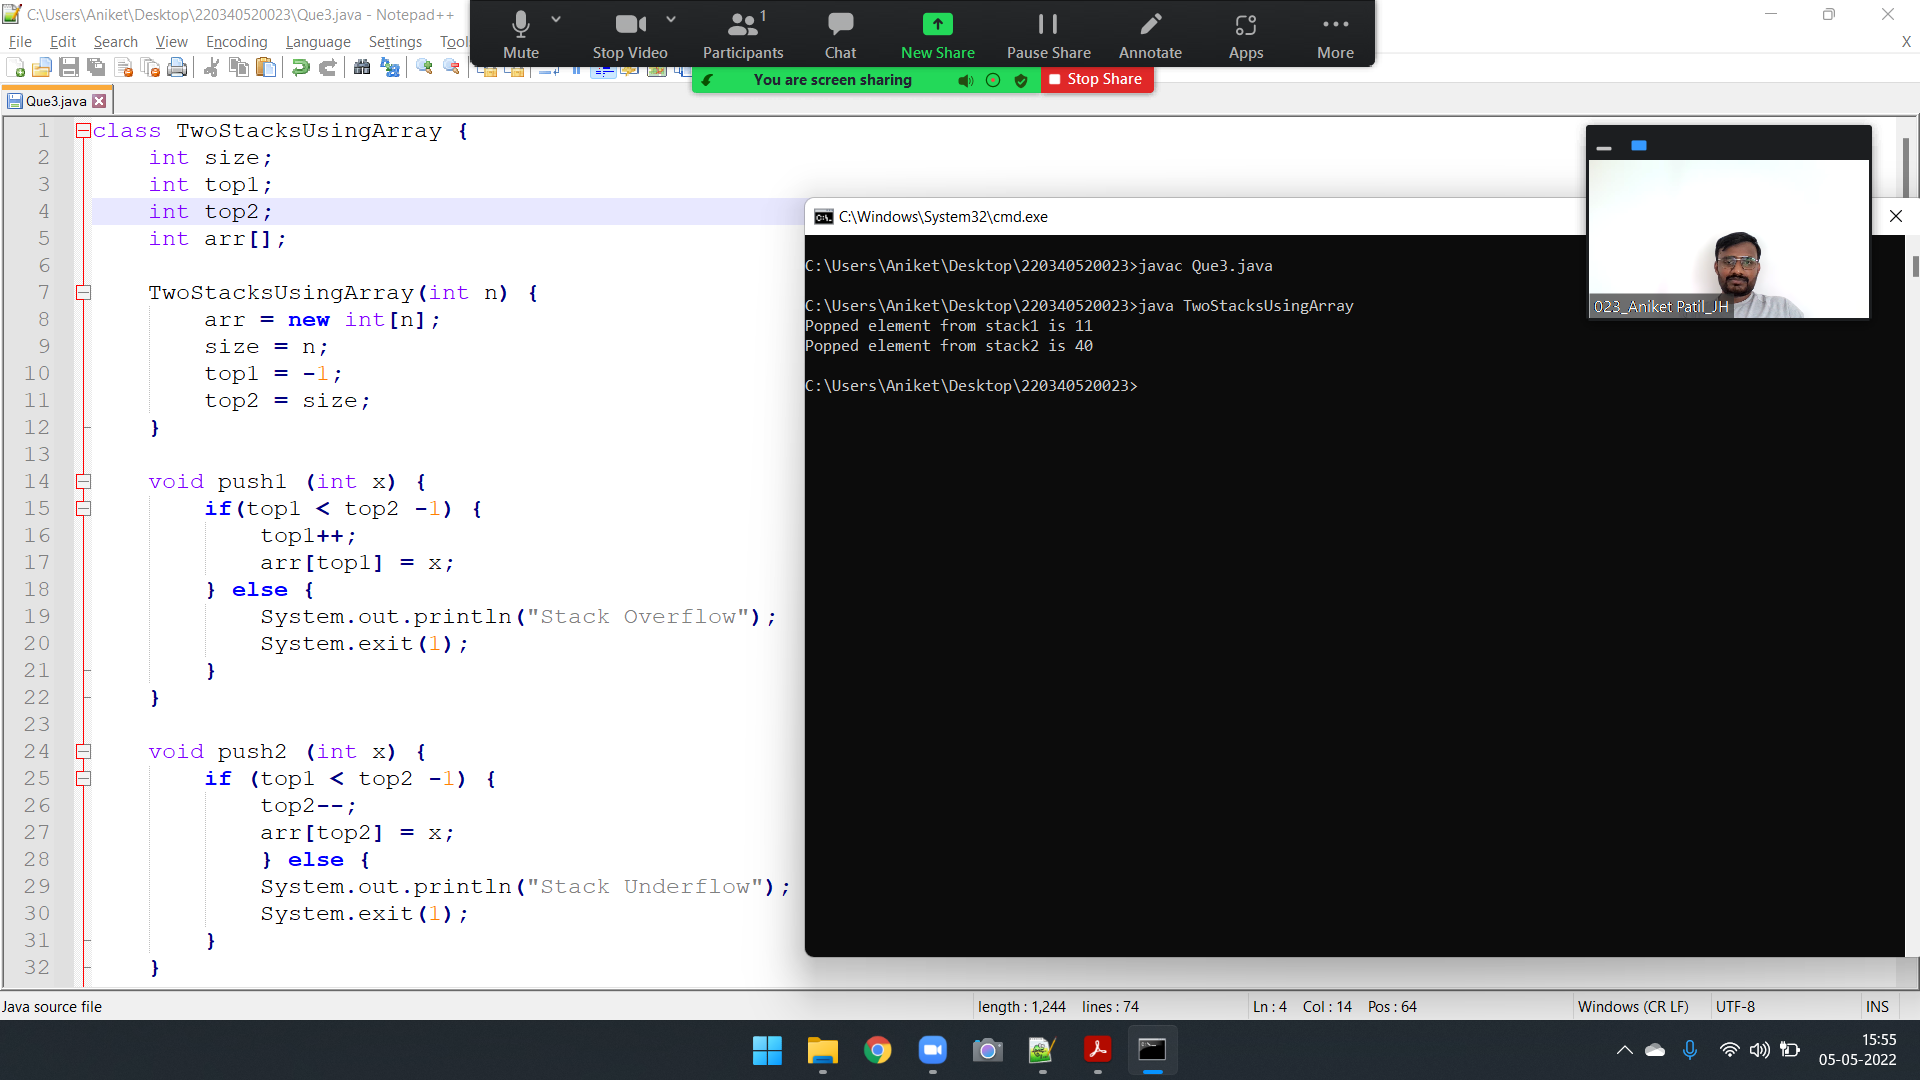 C:\Users\Aniket\Desktop\220340520023\Que3.java - Notepad++
File Edit Search View Encoding Language Settings
Mute
Stop Video
1
Participants
Chat
New Share
Pause Share
Annotate
Apps
More
X
You are screen sharing
Stop Share
Que3.java
1 class TwoStacksUsingArray {
2 int size;
3 int top1;
4 int top2;
5 int arr[];
6
7 TwoStacksUsingArray(int n) {
8 arr = new int[n];
9 size = n;
10 top1 = -1;
11 top2 = size;
12 }
13
14 void push1 (int x) {
15 if(top1 < top2 -1) {
16 top1++;
17 arr[top1] = x;
18 } else {
19 System.out.println("Stack Overflow");
20 System.exit(1);
21 }
22 }
23
24 void push2 (int x) {
25 if (top1 < top2 -1) {
26 top2--;
27 arr[top2] = x;
28 } else {
29 System.out.println("Stack Underflow");
30 System.exit(1);
31 }
32 }
C:\Windows\System32\cmd.exe
C:\Users\Aniket\Desktop\220340520023>javac Que3.java
C:\Users\Aniket\Desktop\220340520023>java TwoStacksUsingArray
Popped element from stack1 is 11
Popped element from stack2 is 40
C:\Users\Aniket\Desktop\220340520023>
023_Aniket Patil_JH
Java source file
length : 1,244 lines : 74
Ln : 4 Col : 14 Pos : 64
Windows (CR LF)
UTF-8
INS
15:55
05-05-2022